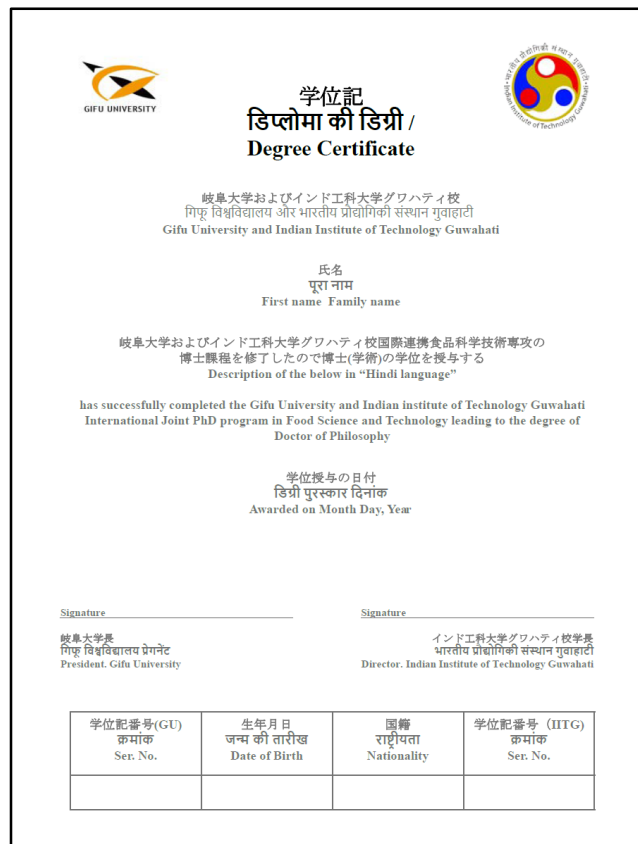 GIFU UNIVERSITY
भारतीय प्रौद्योगिकी संस्थान गुवाहाटी
Indian Institute of Technology Guwahati
学位記
डिप्लोमा की डिग्री /
Degree Certificate
岐阜大学およびインド工科大学グワハティ校
गिफू विश्वविद्यालय और भारतीय प्रोद्योगिकी संस्थान गुवाहाटी
Gifu University and Indian Institute of Technology Guwahati
氏名
पूरा नाम
First name Family name
岐阜大学およびインド工科大学グワハティ校国際連携食品科学技術専攻の
博士課程を修了したので博士(学術)の学位を授与する
Description of the below in “Hindi language”
has successfully completed the Gifu University and Indian institute of Technology Guwahati
International Joint PhD program in Food Science and Technology leading to the degree of
Doctor of Philosophy
学位授与の日付
डिग्री पुरस्कार दिनांक
Awarded on Month Day, Year
Signature
Signature
岐阜大学長
गिफू विश्वविद्यालय प्रेगनेंट
President. Gifu University
インド工科大学グワハティ校学長
भारतीय प्रोद्योगिकी संस्थान गुवाहाटी
Director. Indian Institute of Technology Guwahati
学位記番号(GU)
क्रमांक
Ser. No.
生年月日
जन्म की तारीख
Date of Birth
国籍
राष्ट्रीयता
Nationality
学位記番号（IITG)
क्रमांक
Ser. No.